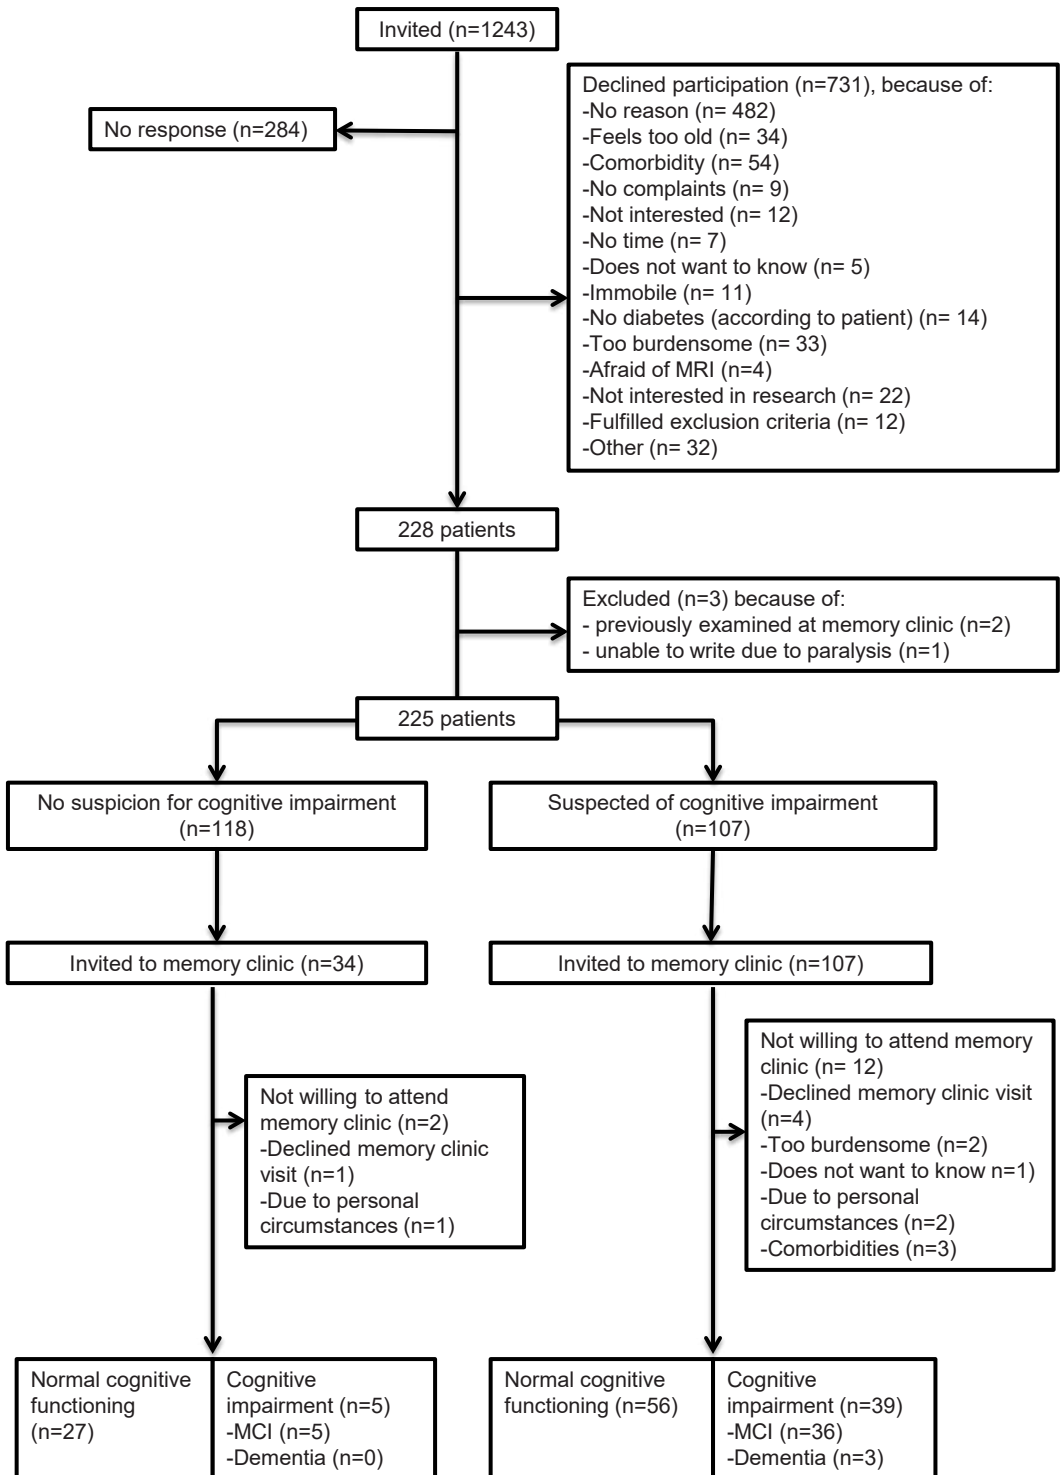 Invited (n=1243)
No response (n=284)
Declined participation (n=731), because of:
-No reason (n= 482)
-Feels too old (n= 34)
-Comorbidity (n= 54)
-No complaints (n= 9)
-Not interested (n= 12)
-No time (n= 7)
-Does not want to know (n= 5)
-Immobile (n= 11)
-No diabetes (according to patient) (n= 14)
-Too burdensome (n= 33)
-Afraid of MRI (n=4)
-Not interested in research (n= 22)
-Fulfilled exclusion criteria (n= 12)
-Other (n= 32)
228 patients
Excluded (n=3) because of:
- previously examined at memory clinic (n=2)
- unable to write due to paralysis (n=1)
225 patients
No suspicion for cognitive impairment
(n=118)
Suspected of cognitive impairment
(n=107)
Invited to memory clinic (n=34)
Invited to memory clinic (n=107)
Not willing to attend
memory clinic (n=2)
-Declined memory clinic
visit (n=1)
-Due to personal
circumstances (n=1)
Not willing to attend memory
clinic (n= 12)
-Declined memory clinic visit
(n=4)
-Too burdensome (n=2)
-Does not want to know n=1)
-Due to personal
circumstances (n=2)
-Comorbidities (n=3)
Normal cognitive
functioning
(n=27)
Cognitive
impairment (n=5)
-MCI (n=5)
-Dementia (n=0)
Normal cognitive
functioning (n=56)
Cognitive
impairment (n=39)
-MCI (n=36)
-Dementia (n=3)